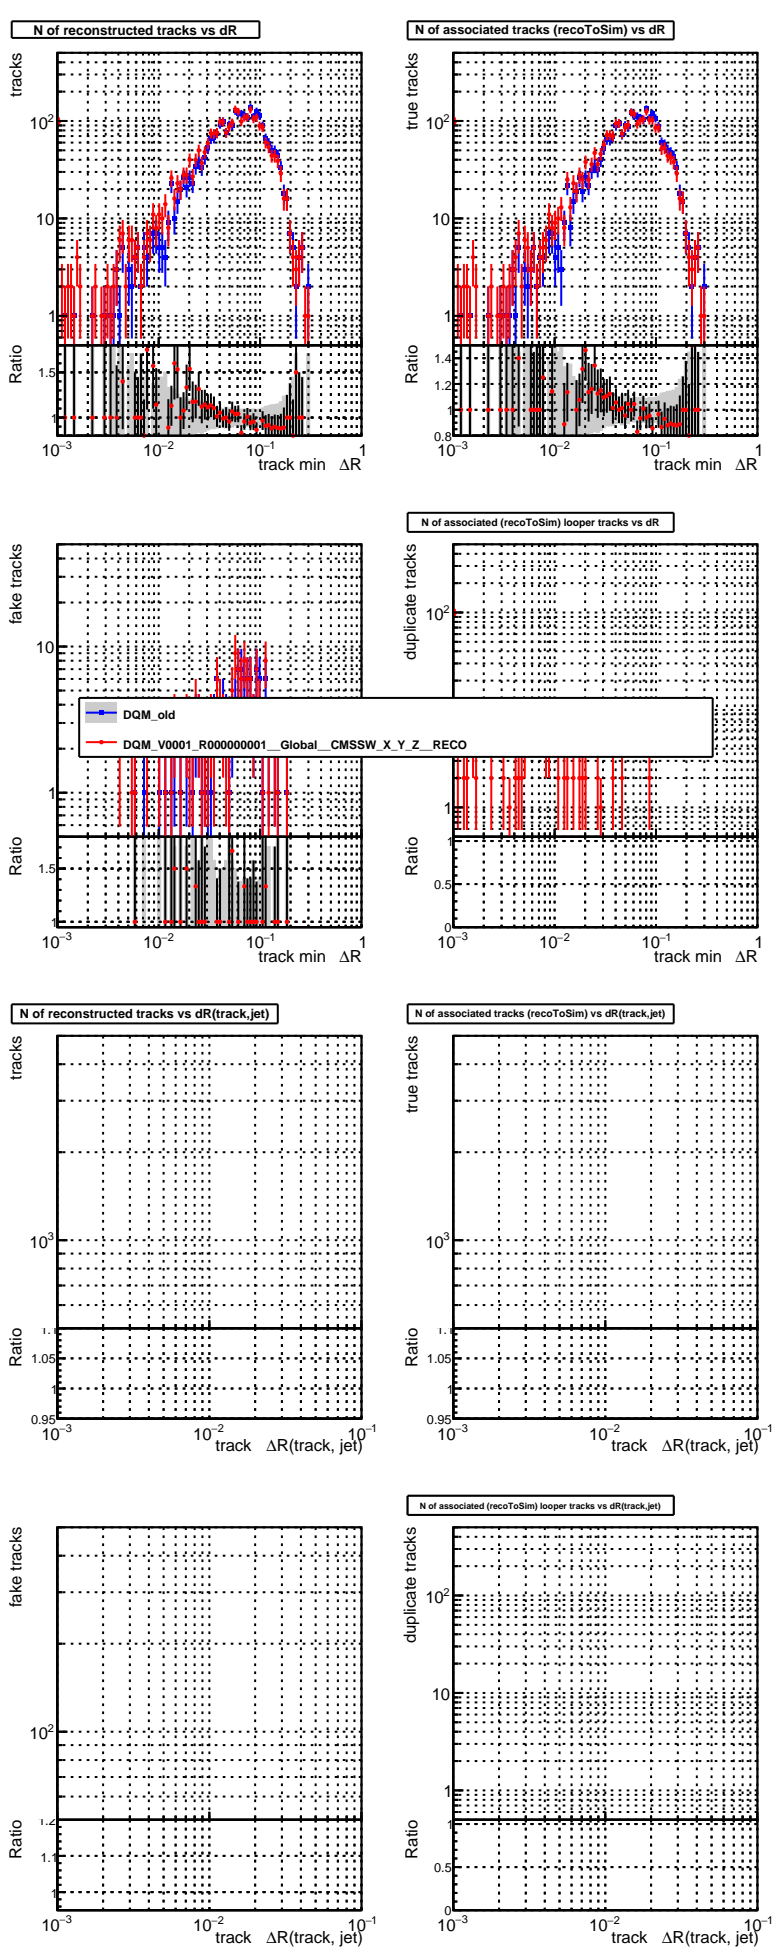 N of reconstructed tracks vs dR
tracks
10²
10
1
Ratio
1.5
1
10⁻³
10⁻²
10⁻¹
1
track min ΔR
N of associated tracks (recoToSim) vs dR
true tracks
10²
10
1
Ratio
1.4
1.2
1
0.8
10⁻³
10⁻²
10⁻¹
1
track min ΔR
fake tracks
10
1
Ratio
1.5
1
10⁻³
10⁻²
10⁻¹
1
track min ΔR
N of associated (recoToSim) looper tracks vs dR
duplicate tracks
10²
1
Ratio
1
0.5
0
10⁻³
10⁻²
10⁻¹
1
track min ΔR
DQM_old
DQM_V0001_R000000001__Global__CMSSW_X_Y_Z__RECO
N of reconstructed tracks vs dR(track,jet)
tracks
10³
Ratio
1.1
1.05
1
0.95
10⁻³
10⁻²
10⁻¹
track ΔR(track, jet)
N of associated tracks (recoToSim) vs dR(track,jet)
true tracks
10³
Ratio
1.1
1.05
1
0.95
10⁻³
10⁻²
10⁻¹
track ΔR(track, jet)
fake tracks
10²
Ratio
1.2
1.1
1
10⁻³
10⁻²
10⁻¹
track ΔR(track, jet)
N of associated (recoToSim) looper tracks vs dR(track,jet)
duplicate tracks
10²
10
1
Ratio
1
0.5
0
10⁻³
10⁻²
10⁻¹
track ΔR(track, jet)